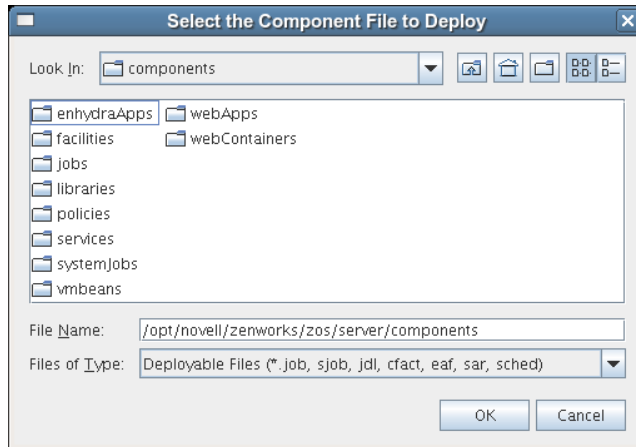 Select the Component File to Deploy
Look In: components
enhydraApps webApps
facilities webContainers
jobs
libraries
policies
services
systemJobs
vmbeans
File Name: /opt/novell/zenworks/zos/server/components
Files of Type: Deployable Files (*.job, sjob, jdl, cfact, eaf, sar, sched)
OK Cancel